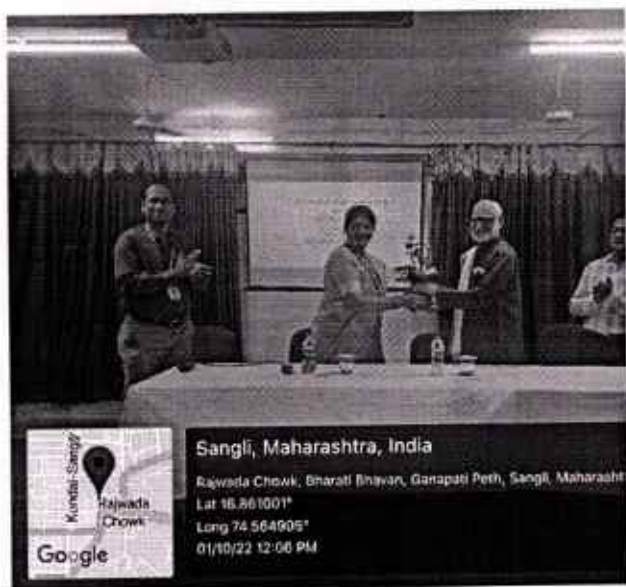 Sangli, Maharashtra, India
Rajwada Chowk, Bharati Bhavan, Ganapati Peth, Sangli, Maharasht
Lat 16.861001°
Long 74.564905°
01/10/22 12:06 PM
Kundal-Sangli
Rajwada
Chowk
Google